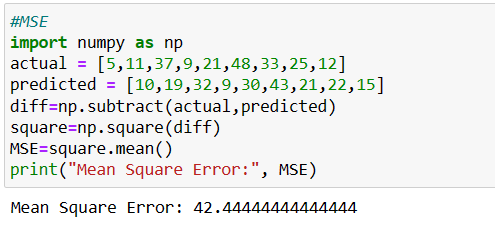 #MSE
import numpy as np
actual = [5,11,37,9,21,48,33,25,12]
predicted = [10,19,32,9,30,43,21,22,15]
diff=np.subtract(actual,predicted)
square=np.square(diff)
MSE=square.mean()
print("Mean Square Error:", MSE)
Mean Square Error: 42.44444444444444